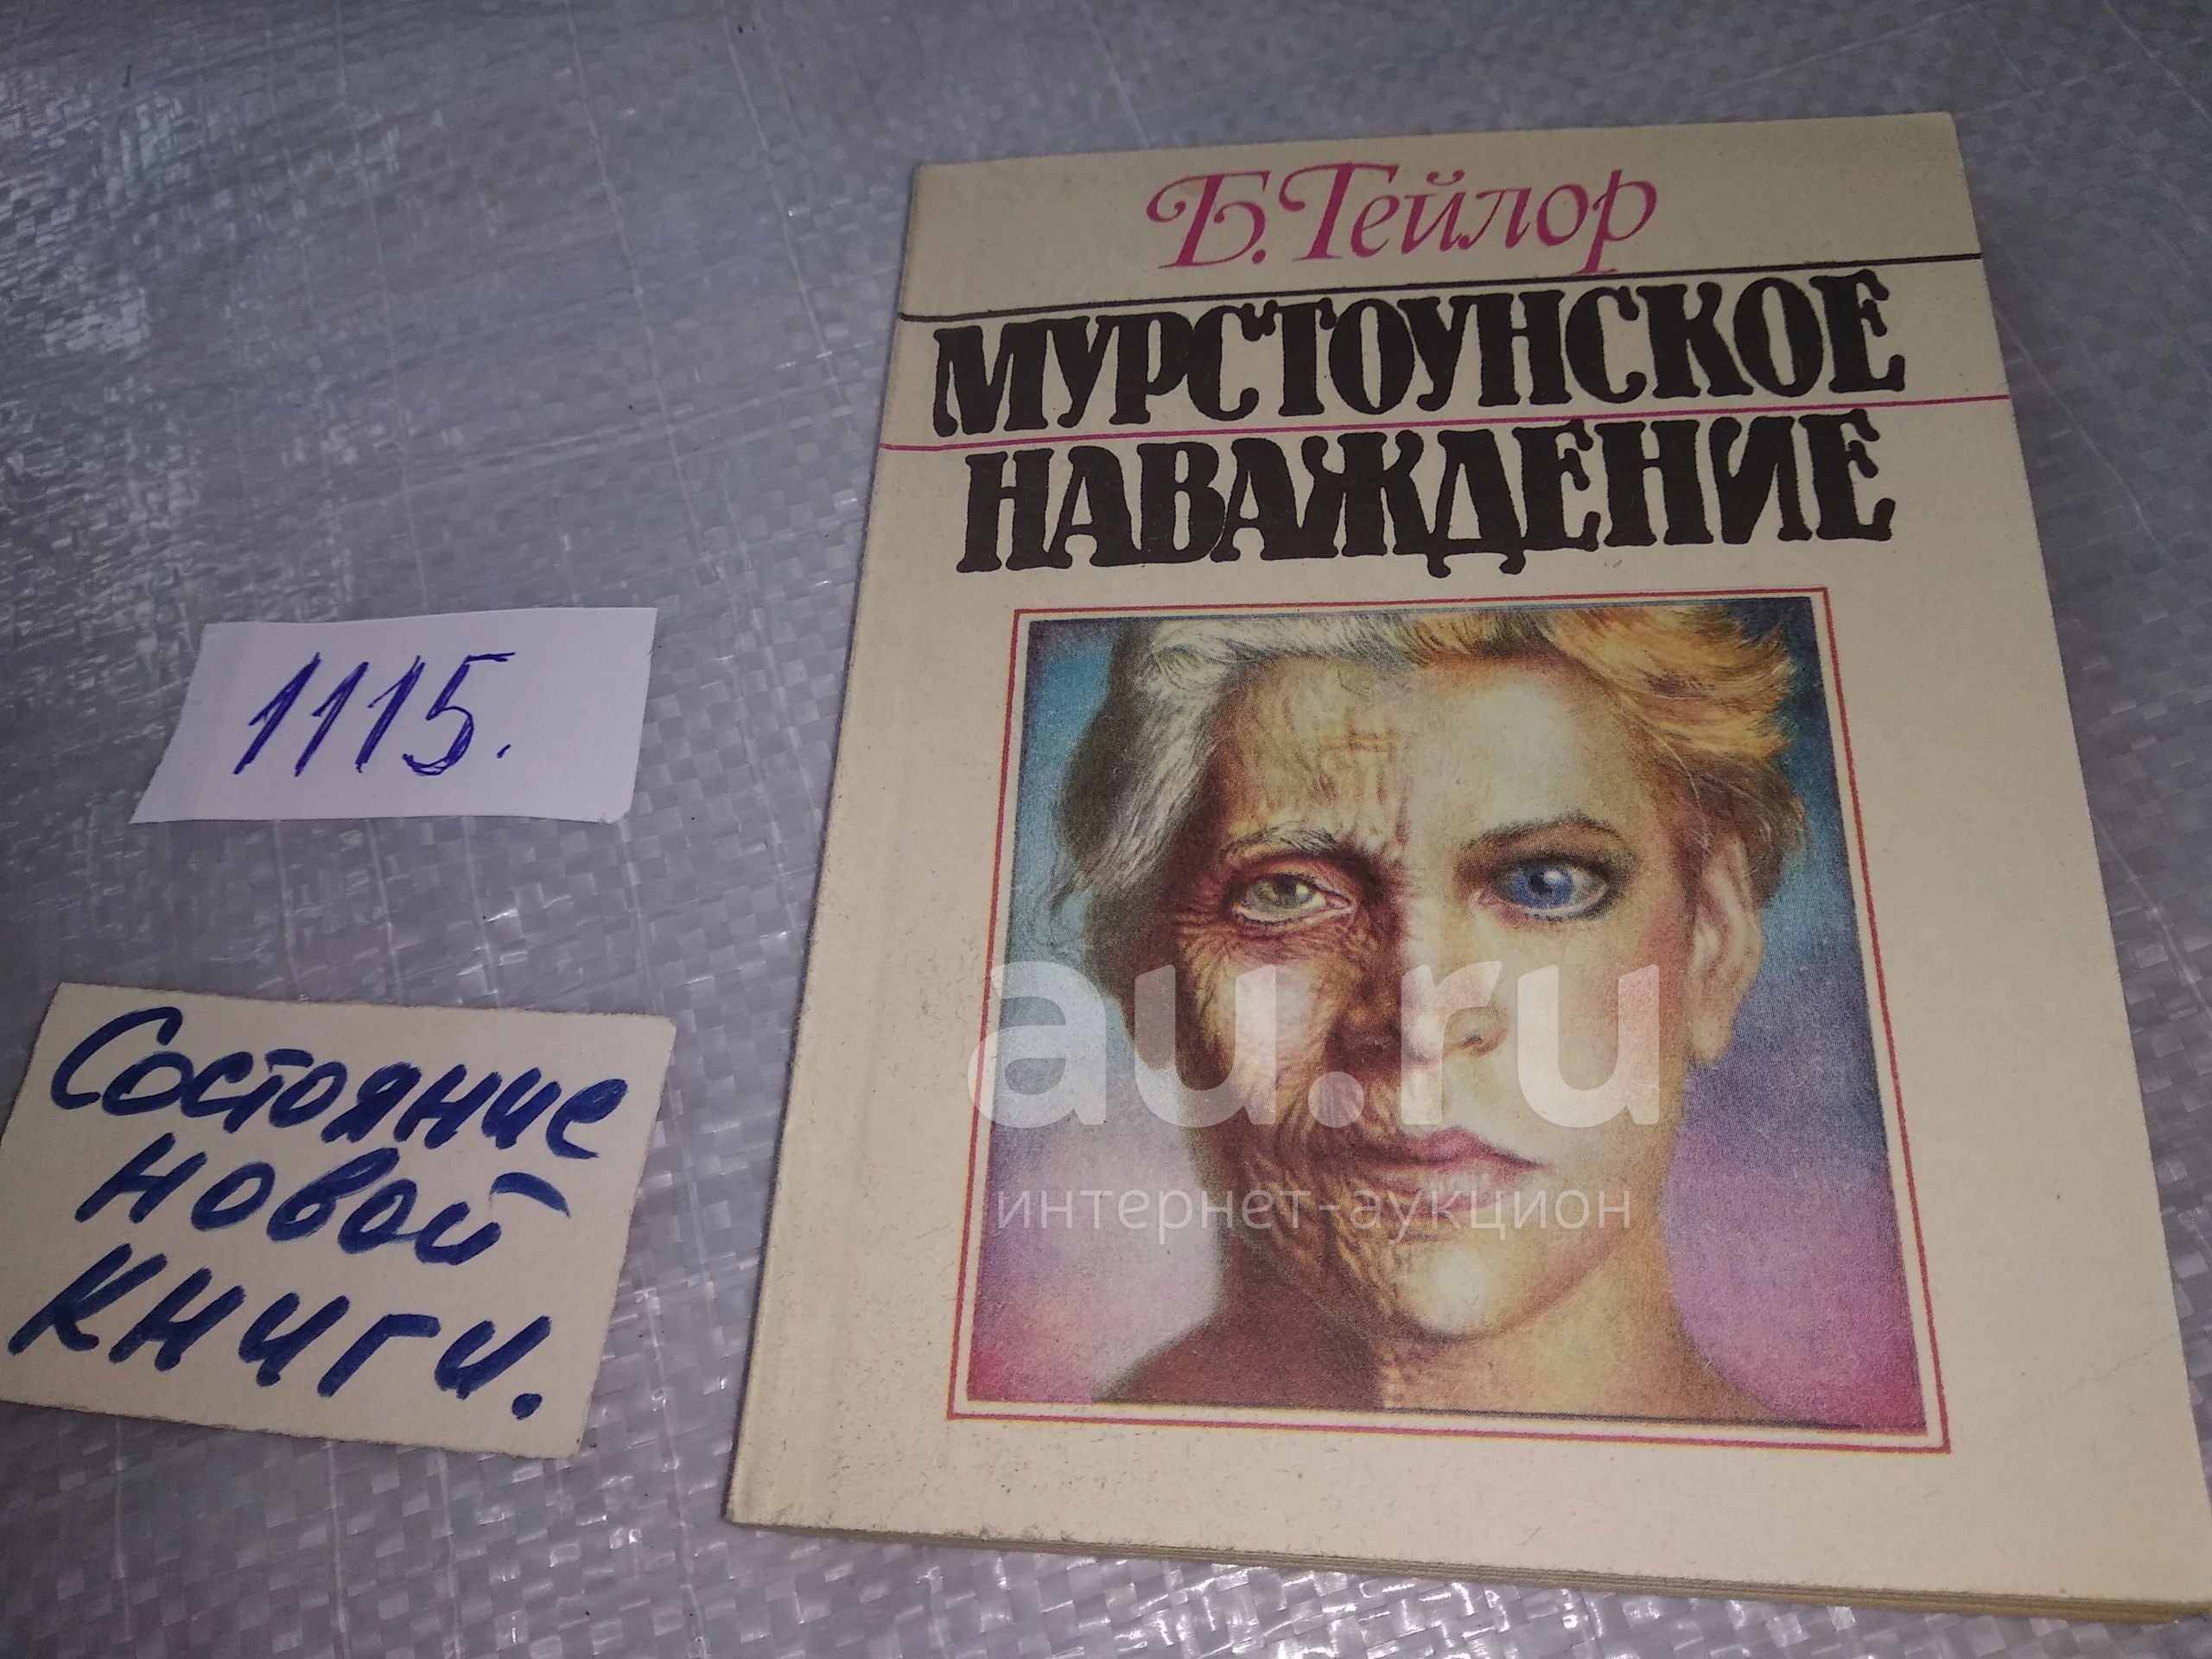 Б. Тейлор
МУРСТОУНСКОЕ
НАВАЖДЕНИЕ
1115.
Состояние
новой
книги.
au.ru
интернет-аукцион